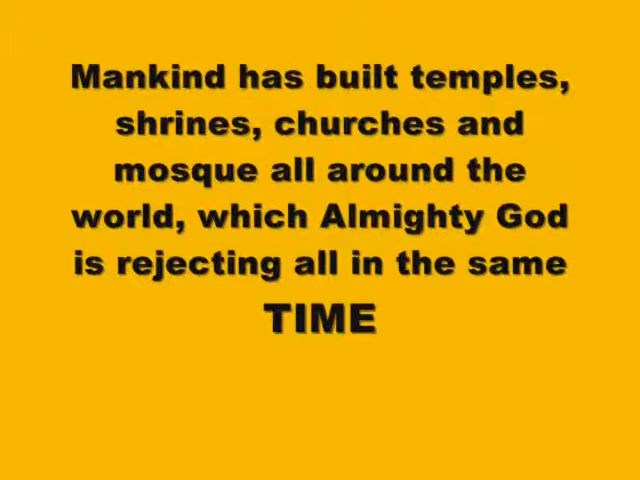 Mankind has built temples,
shrines, churches and
mosque all around the
world, which Almighty God
is rejecting all in the same
TIME